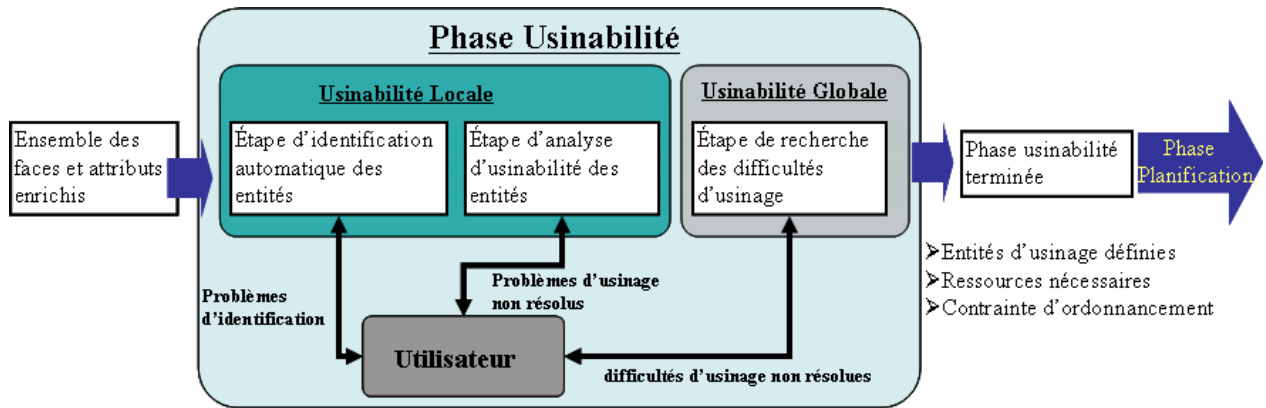 Phase Usinabilité
Usinabilité Locale
Usinabilité Globale
Ensemble des
faces et attributs
enrichis
Étape d'identification
automatique des
entités
Étape d'analyse
d'usinabilité des
entités
Étape de recherche
des difficultés
d'usinage
Phase usinabilité
terminée
Phase
Planification
Problèmes
d'identification
Problèmes d'usinage
non résolus
Utilisateur
difficultés d'usinage non résolues
➢Entités d'usinage définies
➢Ressources nécessaires
➢Contrainte d'ordonnancement